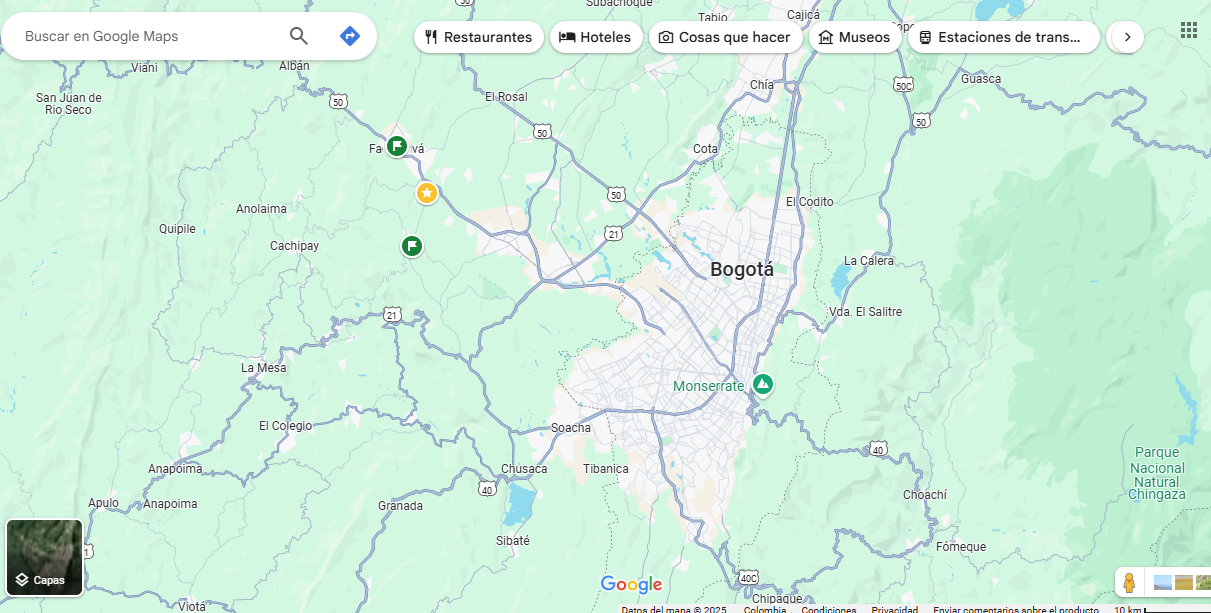 Subachoque
Tabio
Cajicá
Buscar en Google Maps
Restaurantes
Hoteles
Cosas que hacer
Museos
Estaciones de trans...
Viani
Albán
San Juan de
Río Seco
50
El Rosal
Chía
50C
Guasca
50
50
Cota
50
El Codito
Anolaima
Quipile
21
Cachipay
Bogotá
La Calera
21
Vda. El Salitre
La Mesa
Monserrate
El Colegio
Soacha
Anapoima
Chusaca
Tibanica
40
Parque
Nacional
Natural
Chingaza
40
Apulo
Anapoima
Granada
Choachí
Sibaté
Fómeque
Capas
Google
40C
Chipaque
Viotá
Datos del mapa © 2025
Colombia
Condiciones
Privacidad
Enviar comentarios sobre el producto
10 km